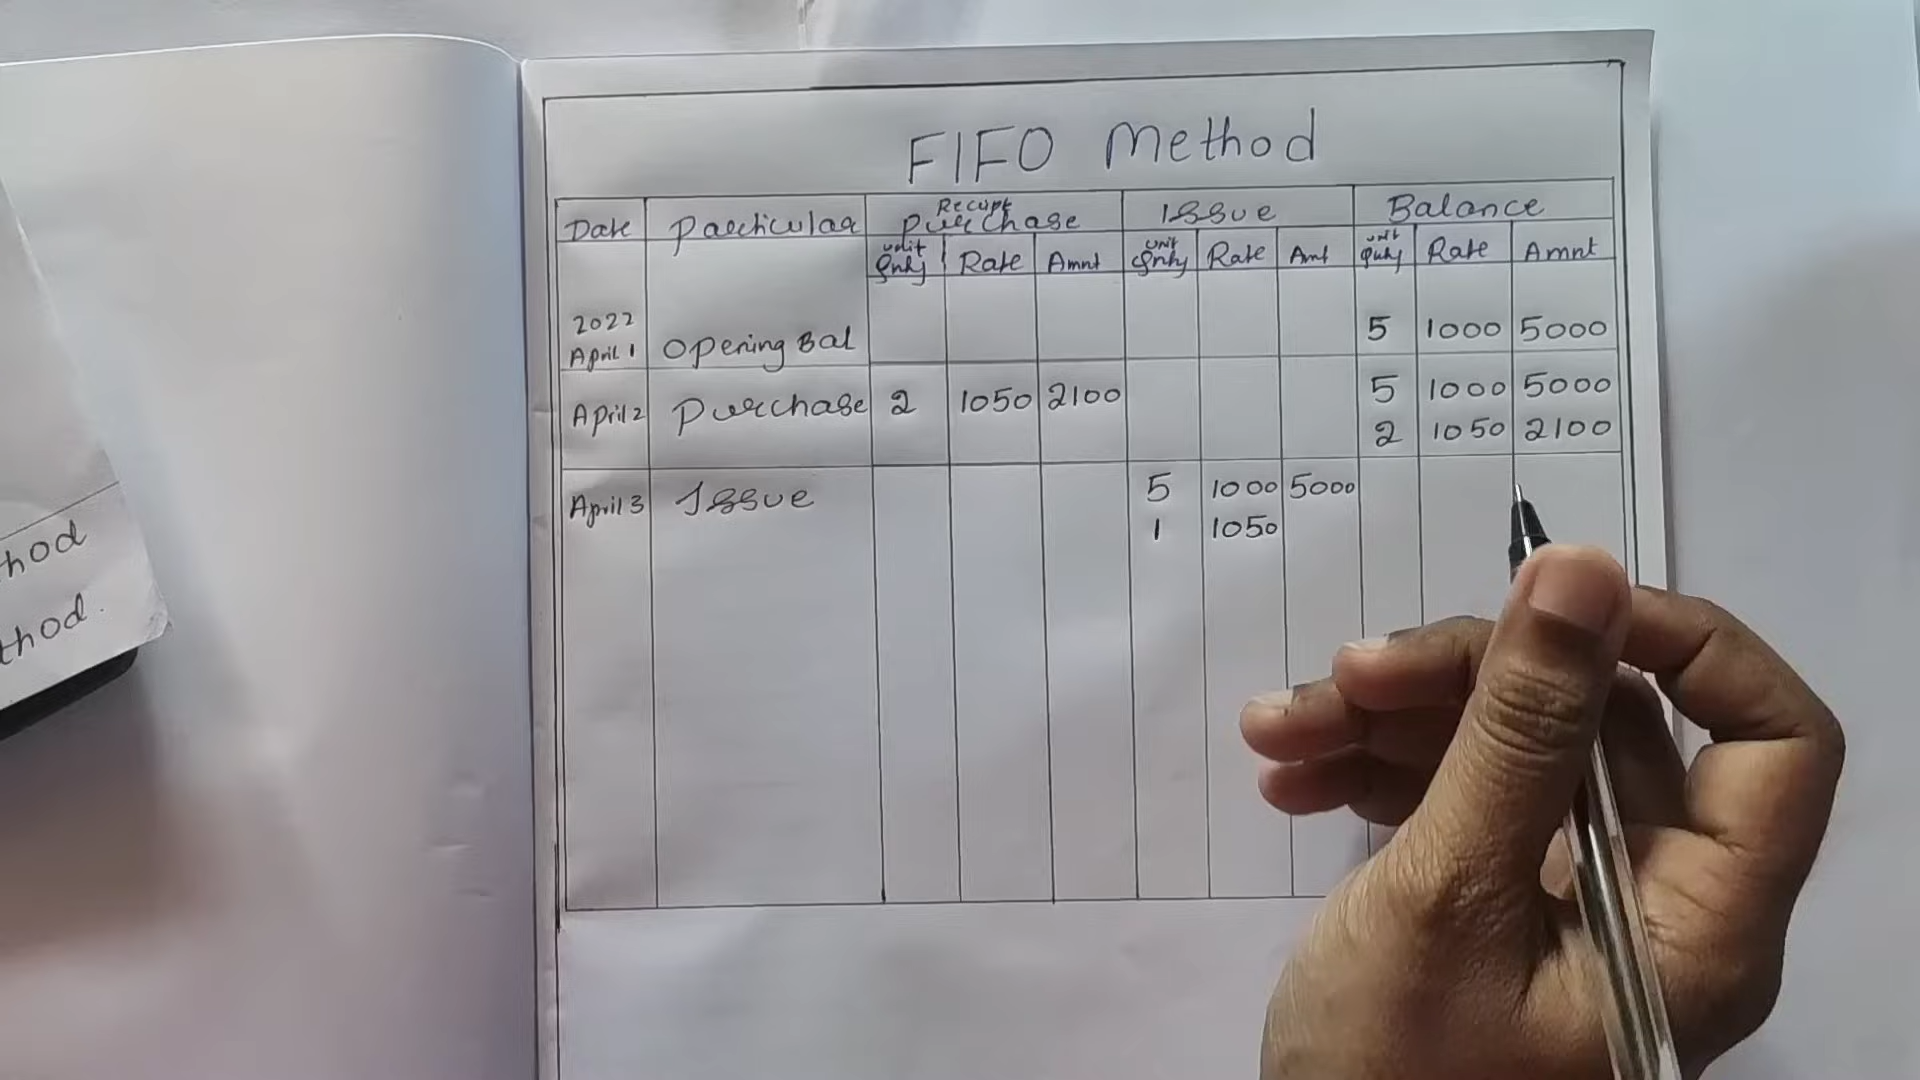 FIFO Method
Date Particular Recipt Purchase Issue Balance
unit Qnty Rate Amnt unit Qnty Rate Amt unit Qnty Rate Amnt
2022
April 1 Opening Bal 5 1000 5000
April 2 Purchase 2 1050 2100 5 1000 5000
2 1050 2100
April 3 Issue 5 1000 5000
1 1050
hod
thod.